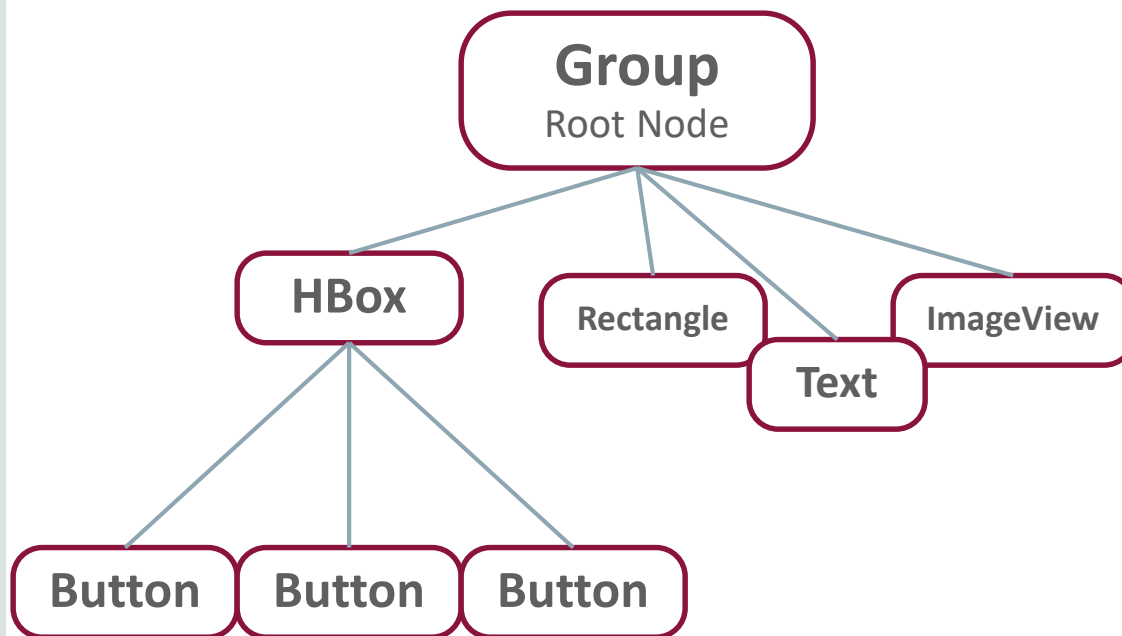 Group
Root Node
HBox
Rectangle
ImageView
Text
Button
Button
Button